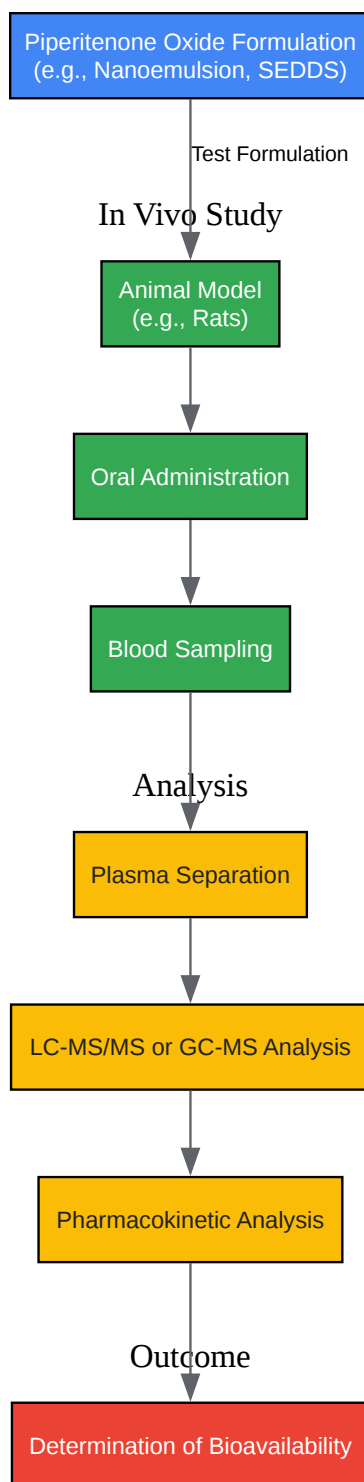 Piperitenone Oxide Formulation
(e.g., Nanoemulsion, SEDDS)
Test Formulation
In Vivo Study
Animal Model
(e.g., Rats)
Oral Administration
Blood Sampling
Analysis
Plasma Separation
LC-MS/MS or GC-MS Analysis
Pharmacokinetic Analysis
Outcome
Determination of Bioavailability